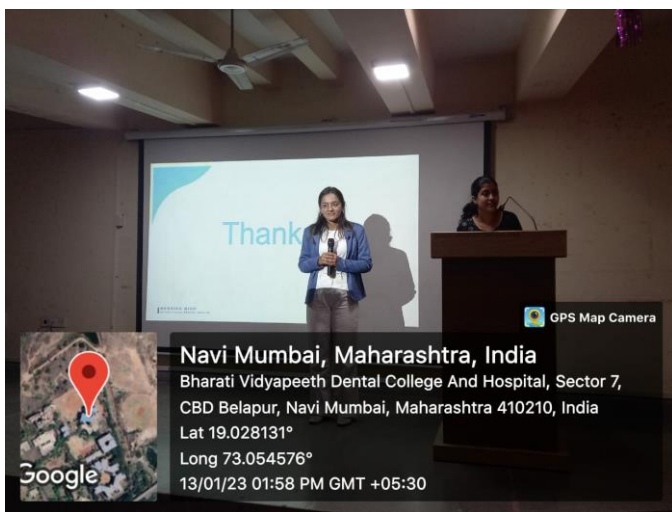 Thank
GPS Map Camera
Navi Mumbai, Maharashtra, India
Bharati Vidyapeeth Dental College And Hospital, Sector 7,
CBD Belapur, Navi Mumbai, Maharashtra 410210, India
Lat 19.028131°
Long 73.054576°
13/01/23 01:58 PM GMT +05:30
Google